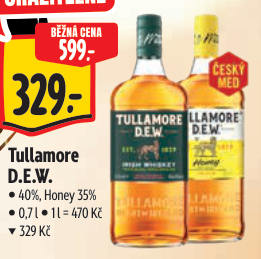 BĚŽNÁ CENA
599.-
329.-
ČESKÝ
MED
TULLAMORE
D.E.W.
EST. 1829
IRISH WHISKEY
LLAMORE
D.E.W.
Honey
Tullamore
D.E.W.
• 40%, Honey 35%
• 0,7 l • 1 l = 470 Kč
▼ 329 Kč